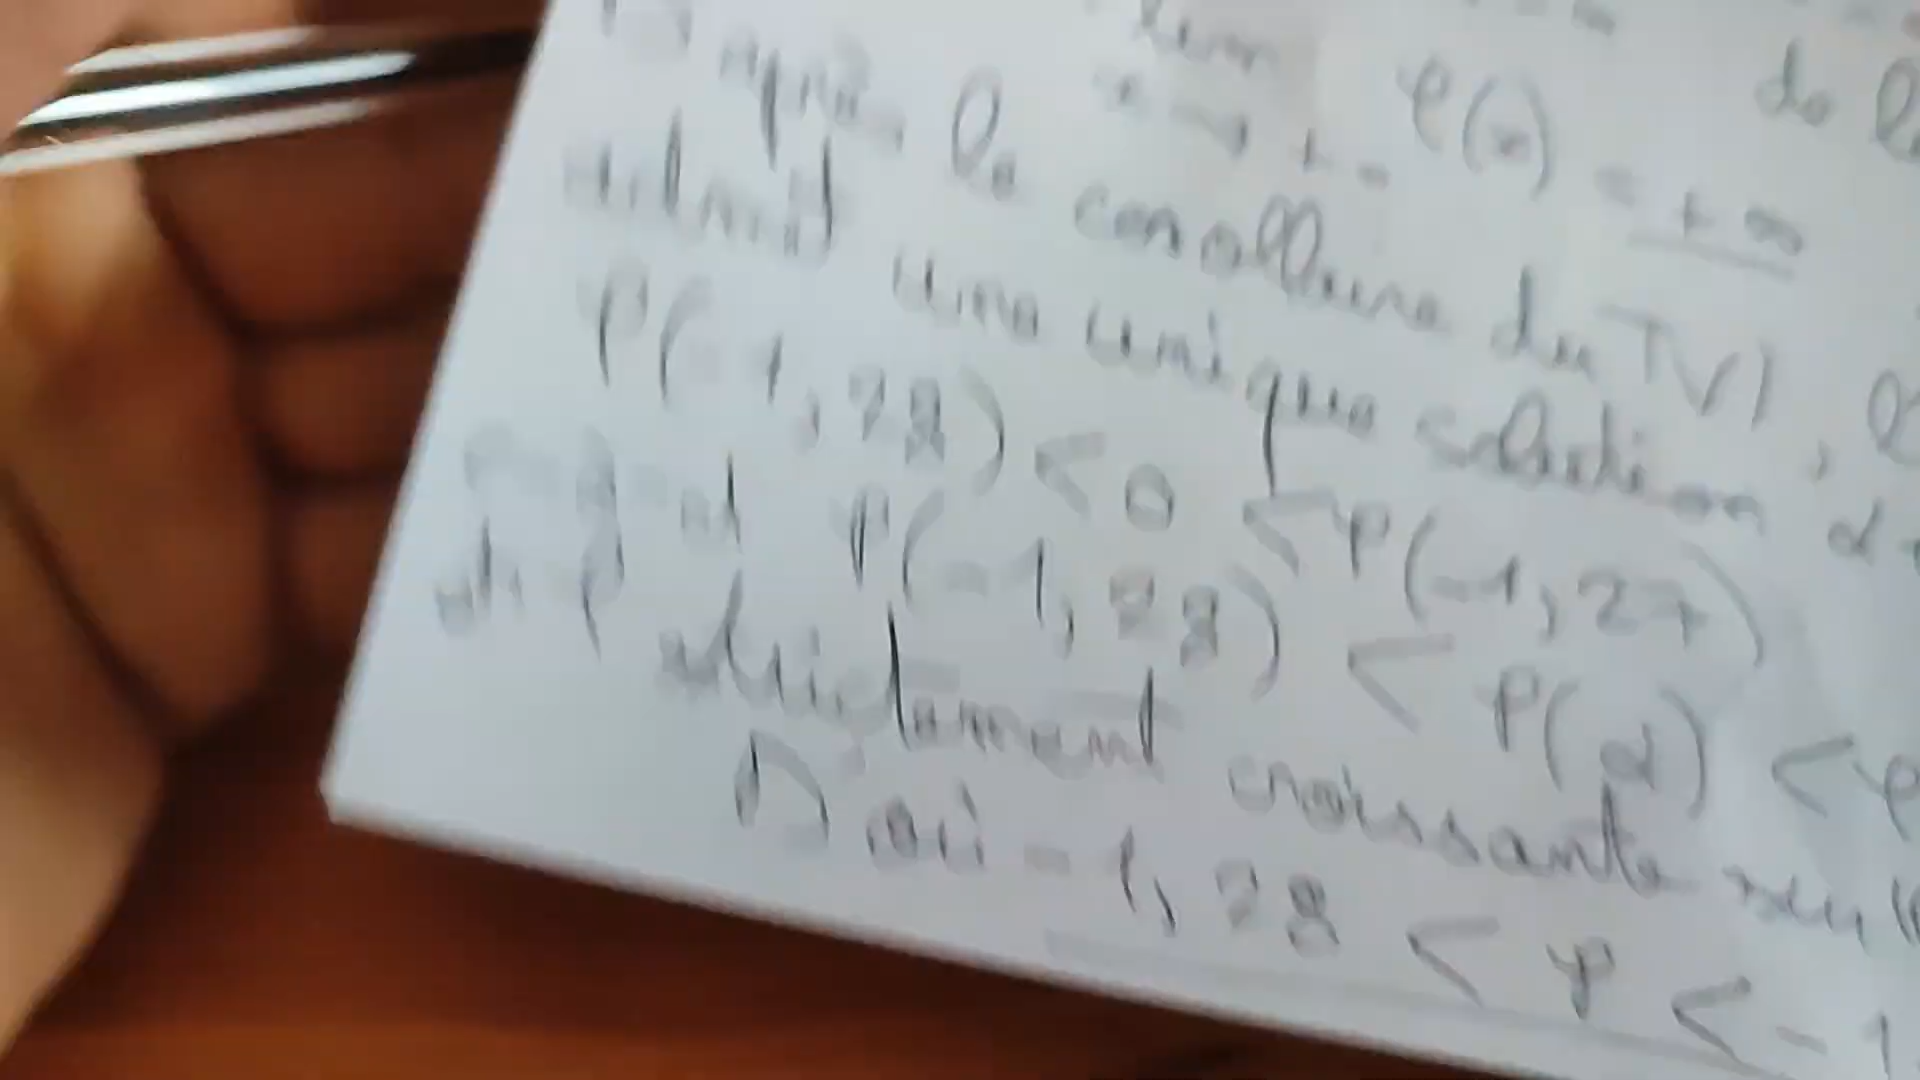 lim φ(x) = +∞ do
x → +∞
D'après le corollaire du TVI, l
admet une unique solution α
φ(-1,28) < 0 < φ(-1,27)
φ(-1,28) < φ(α) < φ
et φ strictement croissante sur
D'où -1,28 < φ < -1